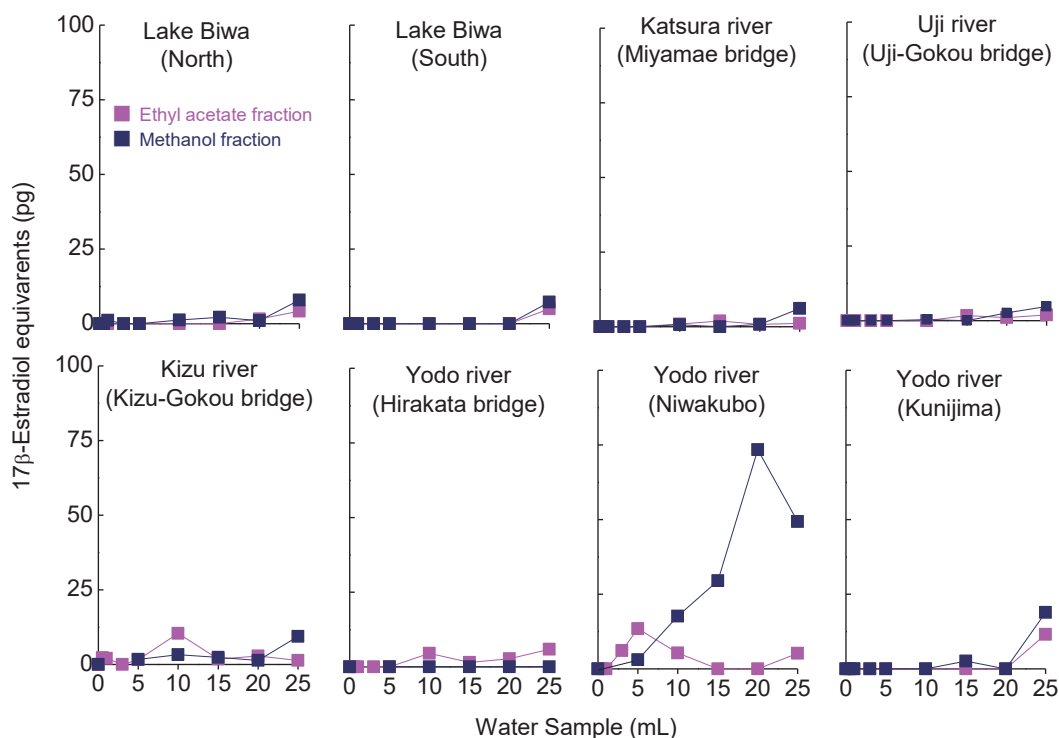 17β-Estradiol equivarents (pg)
Lake Biwa
(North)
Ethyl acetate fraction
Methanol fraction
100
75
50
25
0
Lake Biwa
(South)
Katsura river
(Miyamae bridge)
Uji river
(Uji-Gokou bridge)
Kizu river
(Kizu-Gokou bridge)
100
75
50
25
0
0 5 10 15 20 25
Yodo river
(Hirakata bridge)
0 5 10 15 20 25
Yodo river
(Niwakubo)
0 5 10 15 20 25
Yodo river
(Kunijima)
0 5 10 15 20 25
Water Sample (mL)